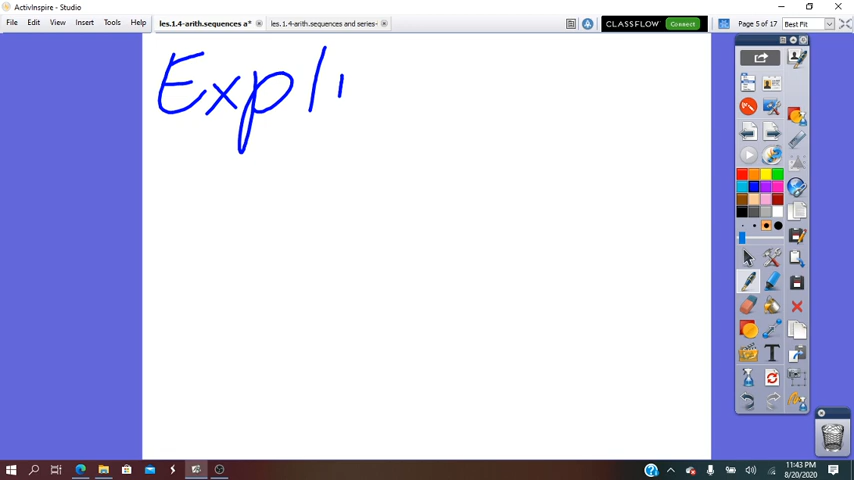 ActivInspire - Studio
File Edit View Insert Tools Help
les.1.4-arith.sequences a*
les.1.4-arith.sequences and series-
CLASSFLOW Connect
Page 5 of 17
Best Fit
Expli
T
11:43 PM
8/20/2020